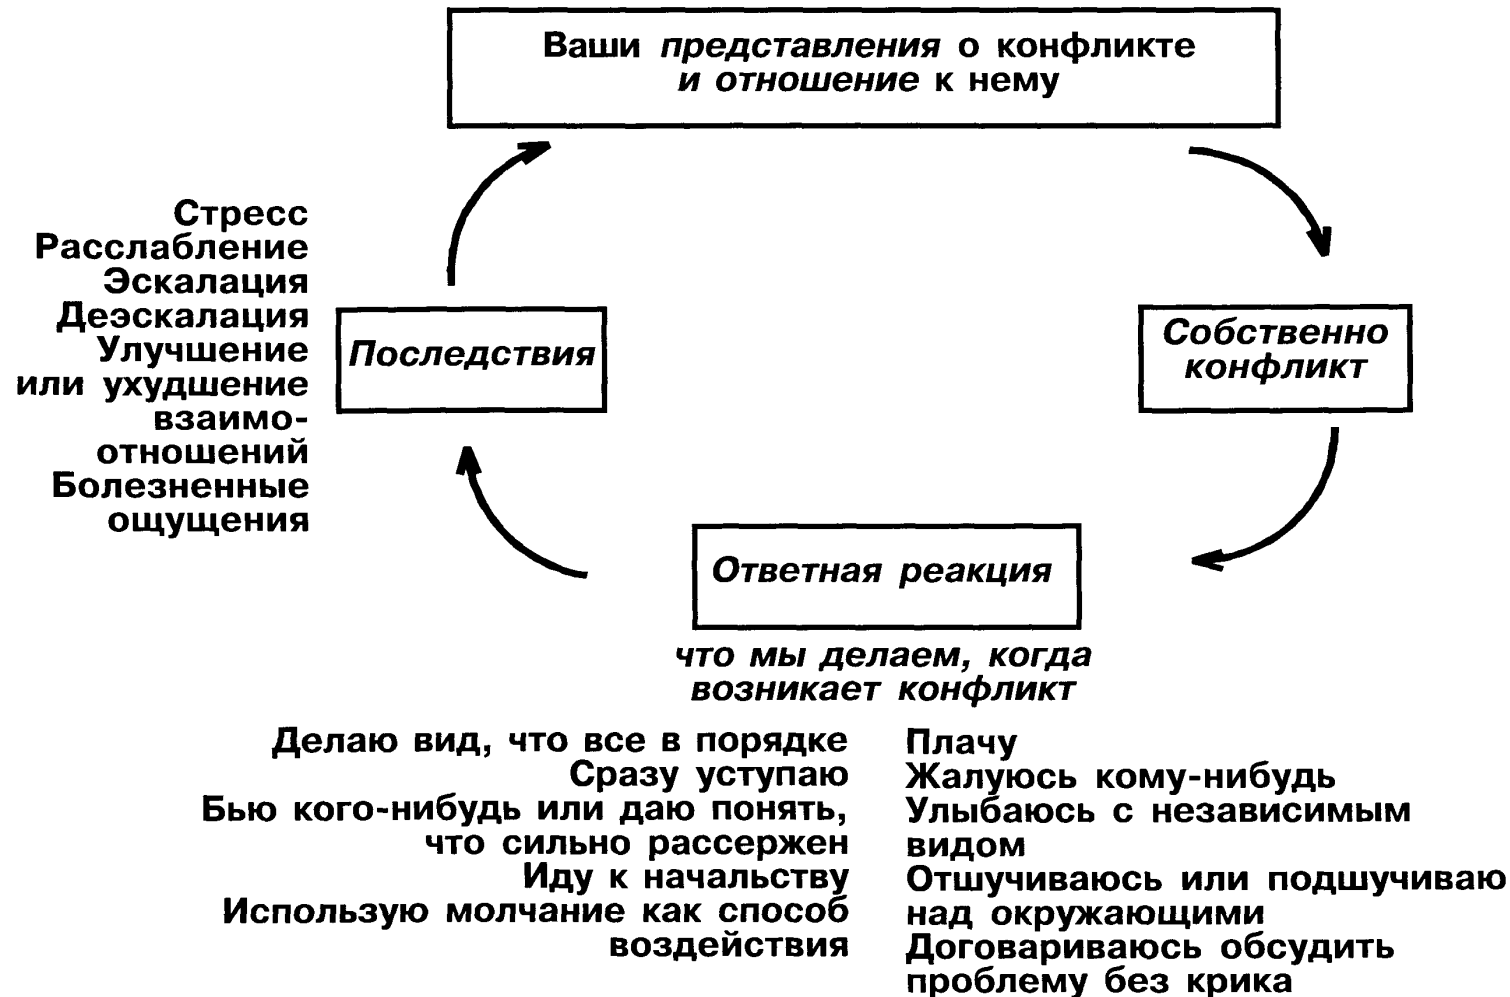 Ваши представления о конфликте
и отношение к нему
Стресс
Расслабление
Эскалация
Деэскалация
Улучшение
или ухудшение
взаимо-
отношений
Болезненные
ощущения
Последствия
Собственно
конфликт
Ответная реакция
что мы делаем, когда
возникает конфликт
Делаю вид, что все в порядке
Сразу уступаю
Бью кого-нибудь или даю понять,
что сильно рассержен
Иду к начальству
Использую молчание как способ
воздействия
Плачу
Жалуюсь кому-нибудь
Улыбаюсь с независимым
видом
Отшучиваюсь или подшучиваю
над окружающими
Договариваюсь обсудить
проблему без крика